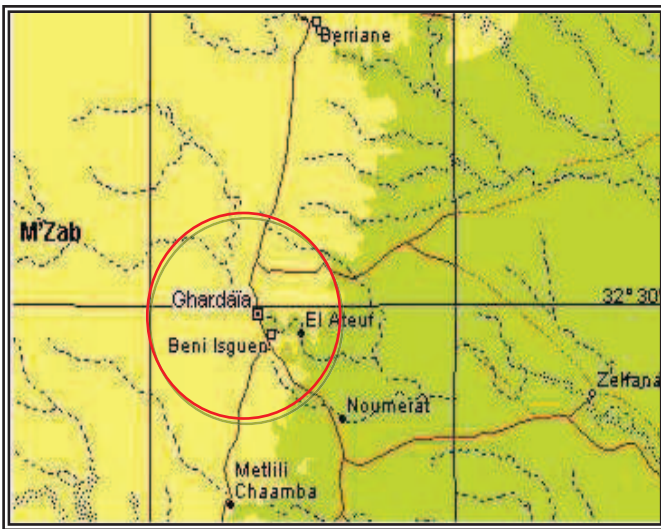 Berriane
M'Zab
Ghardaïa
32°30'
El Ateuf
Beni Isguen
Zelfana
Noumerat
Metlili
Chaamba